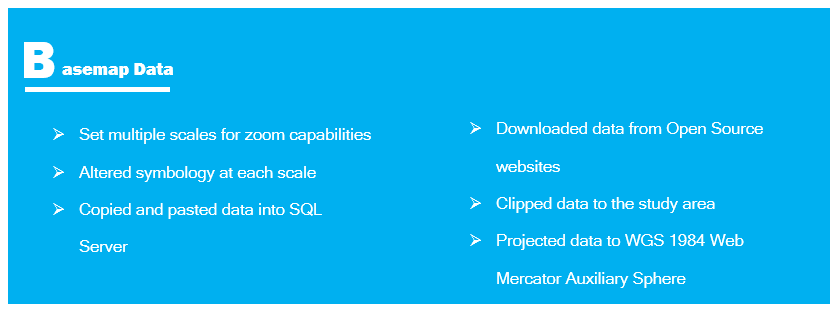 Basemap Data
➢ Set multiple scales for zoom capabilities
➢ Altered symbology at each scale
➢ Copied and pasted data into SQL
Server
➢ Downloaded data from Open Source
websites
➢ Clipped data to the study area
➢ Projected data to WGS 1984 Web
Mercator Auxiliary Sphere